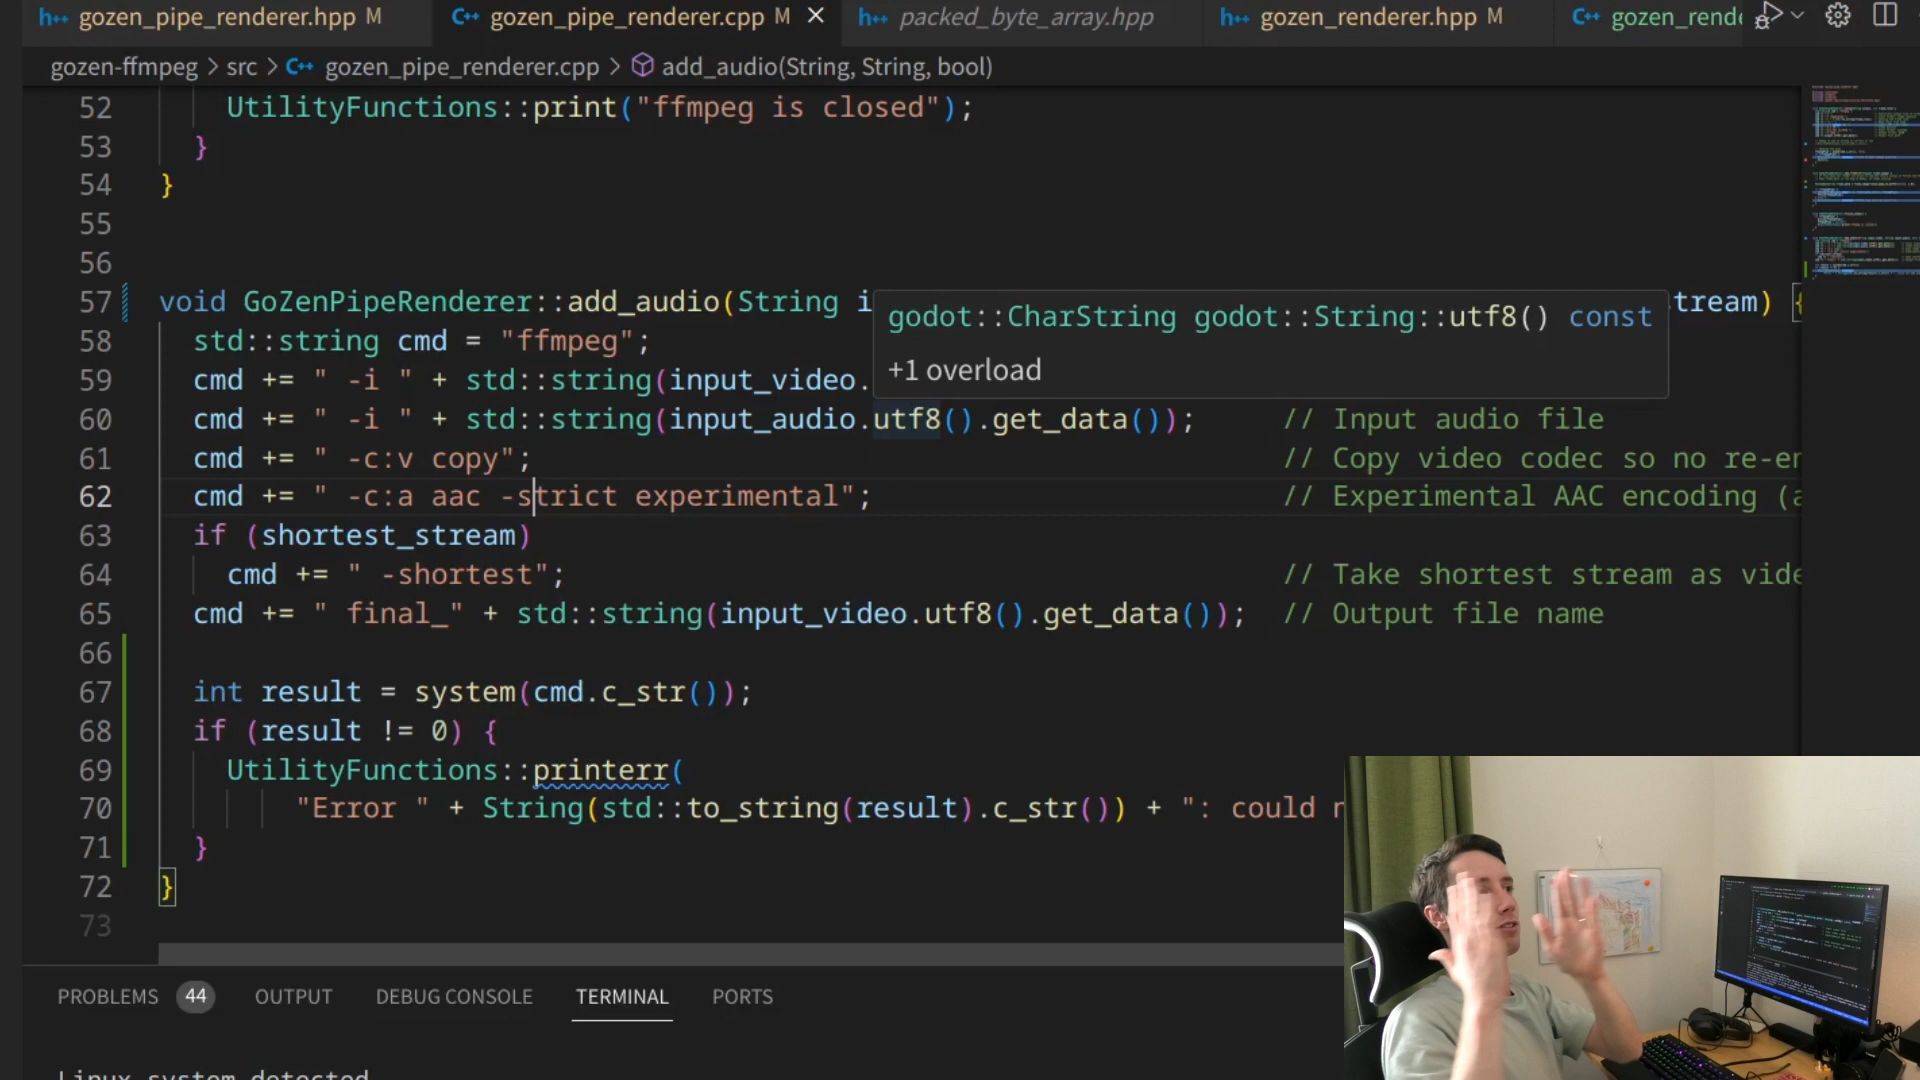 h++ gozen_pipe_renderer.hpp M
C++ gozen_pipe_renderer.cpp M
h++ packed_byte_array.hpp
h++ gozen_renderer.hpp M
C++ gozen_rende
gozen-ffmpeg > src > C++ gozen_pipe_renderer.cpp > add_audio(String, String, bool)
52 UtilityFunctions::print("ffmpeg is closed");
53 }
54 }
55
56
57 void GoZenPipeRenderer::add_audio(String i stream) {
godot::CharString godot::String::utf8() const
+1 overload
58 std::string cmd = "ffmpeg";
59 cmd += " -i " + std::string(input_video.
60 cmd += " -i " + std::string(input_audio.utf8().get_data()); // Input audio file
61 cmd += " -c:v copy"; // Copy video codec so no re-en
62 cmd += " -c:a aac -strict experimental"; // Experimental AAC encoding (a
63 if (shortest_stream)
64 cmd += " -shortest"; // Take shortest stream as vide
65 cmd += " final_" + std::string(input_video.utf8().get_data()); // Output file name
66
67 int result = system(cmd.c_str());
68 if (result != 0) {
69 UtilityFunctions::printerr(
70 "Error " + String(std::to_string(result).c_str()) + ": could n
71 }
72 }
73
PROBLEMS 44 OUTPUT DEBUG CONSOLE TERMINAL PORTS
Linux system detected